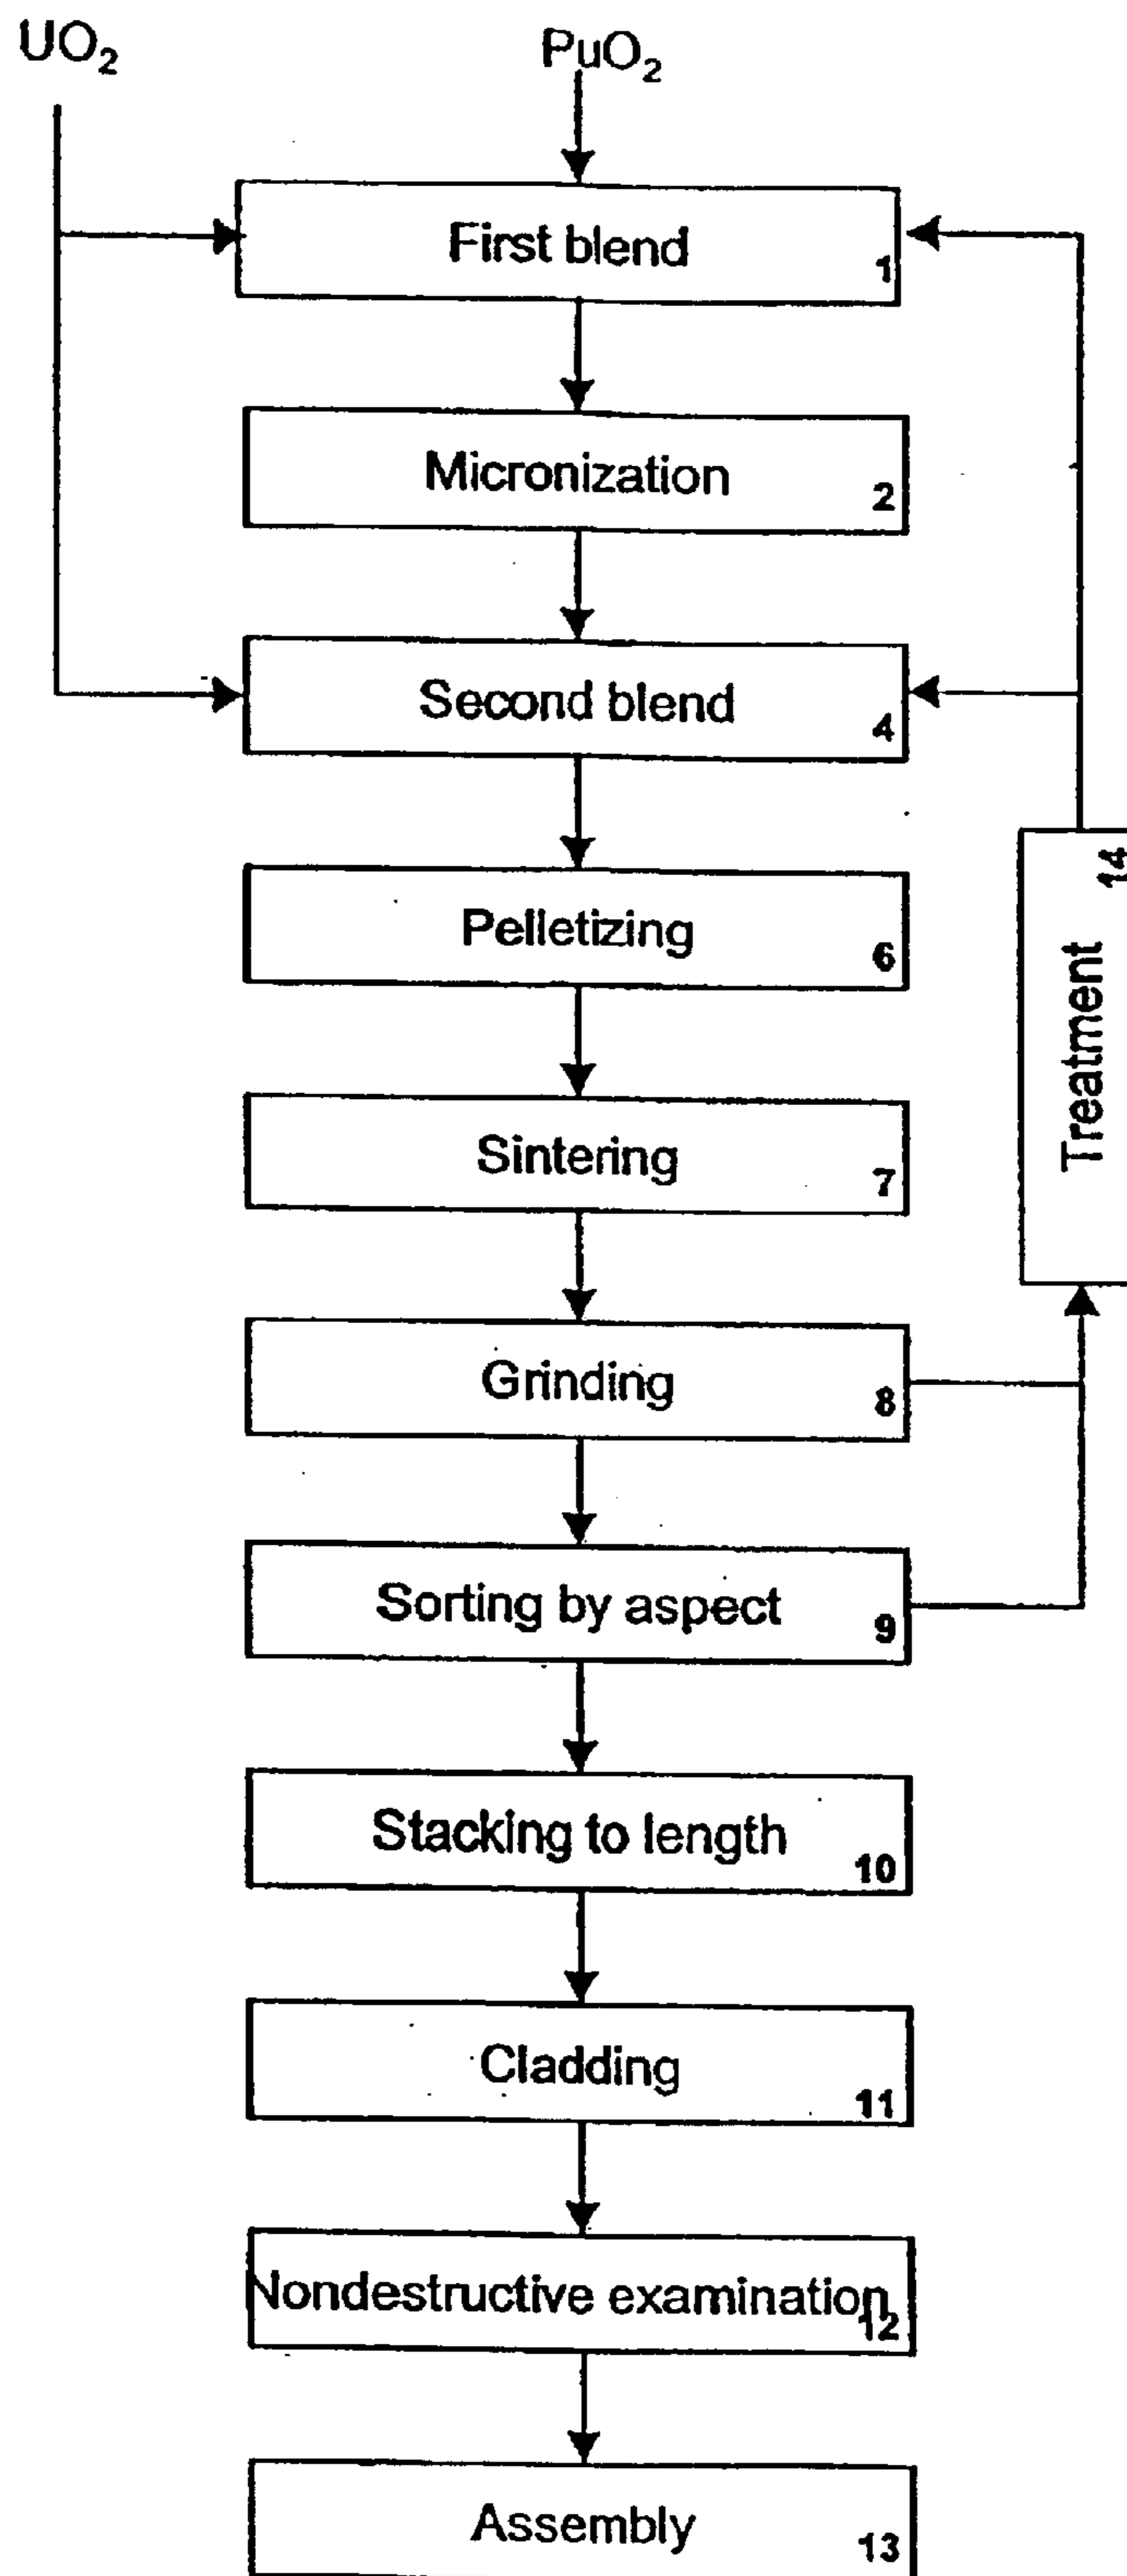 UO₂
PuO₂
First blend
1
Micronization
2
Second blend
4
Pelletizing
6
Treatment
14
Sintering
7
Grinding
8
Sorting by aspect
9
Stacking to length
10
Cladding
11
Nondestructive examination
12
Assembly
13